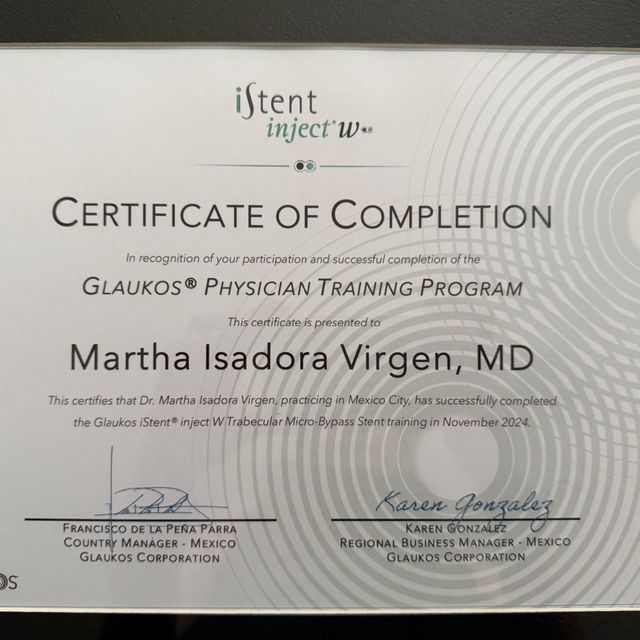 iStent
inject® W
CERTIFICATE OF COMPLETION
In recognition of your participation and successful completion of the
GLAUKOS® PHYSICIAN TRAINING PROGRAM
This certificate is presented to
Martha Isadora Virgen, MD
This certifies that Dr. Martha Isadora Virgen, practicing in Mexico City, has successfully completed
the Glaukos iStent® inject W Trabecular Micro-Bypass Stent training in November 2024.
Karen Gonzalez
FRANCISCO DE LA PEÑA PARRA
COUNTRY MANAGER - MEXICO
GLAUKOS CORPORATION
KAREN GONZALEZ
REGIONAL BUSINESS MANAGER - MEXICO
GLAUKOS CORPORATION
OS